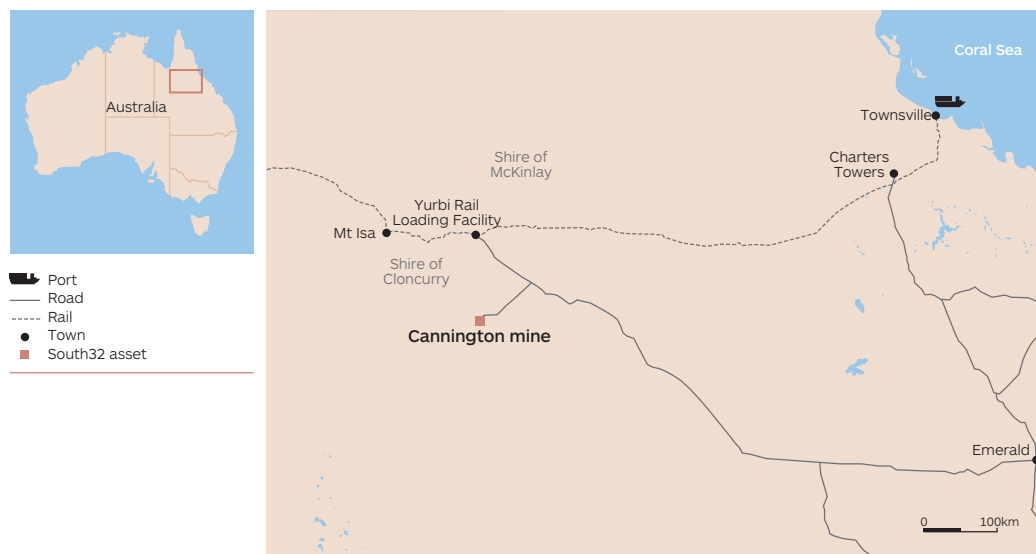 Australia
Port
Road
Rail
Town
South32 asset
Coral Sea
Townsville
Charters
Towers
Shire of
McKinlay
Yurbi Rail
Loading Facility
Mt Isa
Shire of
Cloncurry
Cannington mine
Emerald
0 100km